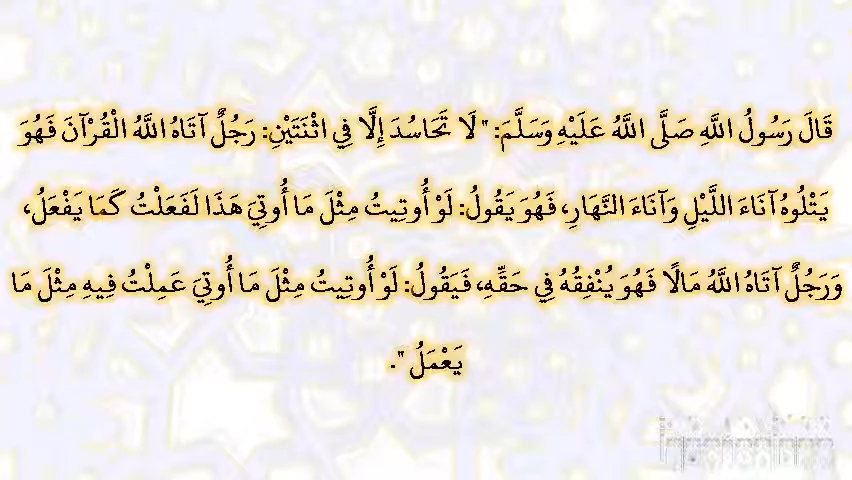 قَالَ رَسُولُ اللَّهِ صَلَّى اللَّهُ عَلَيْهِ وَسَلَّمَ: " لَا تَحَاسُدَ إِلَّا فِي اثْنَتَيْنِ: رَجُلٌ آتَاهُ اللَّهُ الْقُرْآنَ فَهُوَ
يَتْلُوهُ آنَاءَ اللَّيْلِ وَآنَاءَ النَّهَارِ، فَهُوَ يَقُولُ: لَوْ أُوتِيتُ مِثْلَ مَا أُوتِيَ هَذَا لَفَعَلْتُ كَمَا يَفْعَلُ،
وَرَجُلٌ آتَاهُ اللَّهُ مَالًا فَهُوَ يُنْفِقُهُ فِي حَقِّهِ، فَيَقُولُ: لَوْ أُوتِيتُ مِثْلَ مَا أُوتِيَ عَمِلْتُ فِيهِ مِثْلَ مَا
يَعْمَلُ ".